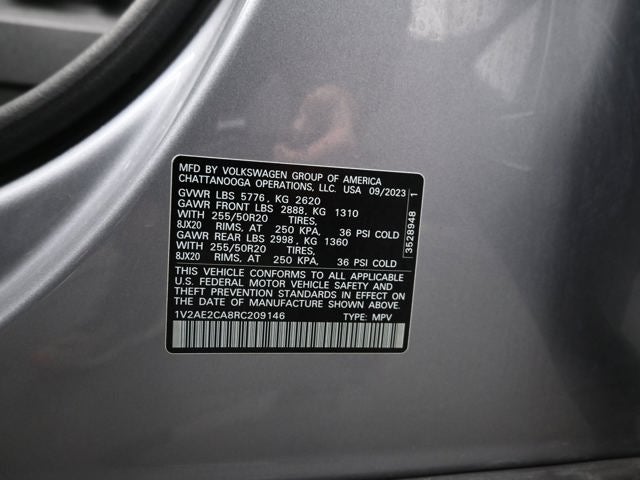 MFD BY VOLKSWAGEN GROUP OF AMERICA
CHATTANOOGA OPERATIONS, LLC. USA 09/2023
GVWR LBS 5776, KG 2620
GAWR FRONT LBS 2888, KG 1310
WITH 255/50R20 TIRES,
8JX20 RIMS, AT 250 KPA, 36 PSI COLD
GAWR REAR LBS 2998, KG 1360
WITH 255/50R20 TIRES,
8JX20 RIMS, AT 250 KPA. 36 PSI COLD
THIS VEHICLE CONFORMS TO ALL APPLICABLE
U.S. FEDERAL MOTOR VEHICLE SAFETY AND
THEFT PREVENTION STANDARDS IN EFFECT ON
THE DATE OF MANUFACTURE SHOWN ABOVE.
1V2AE2CA8RC209146 TYPE: MPV
3528948 1